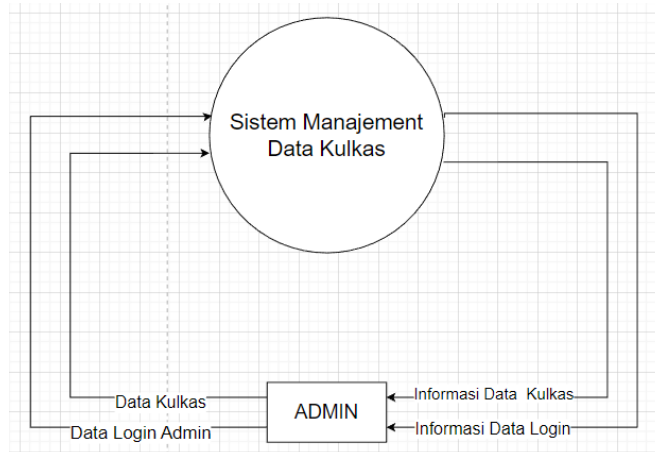 Sistem Manajement
Data Kulkas
Data Kulkas
ADMIN
Informasi Data Kulkas
Data Login Admin
Informasi Data Login